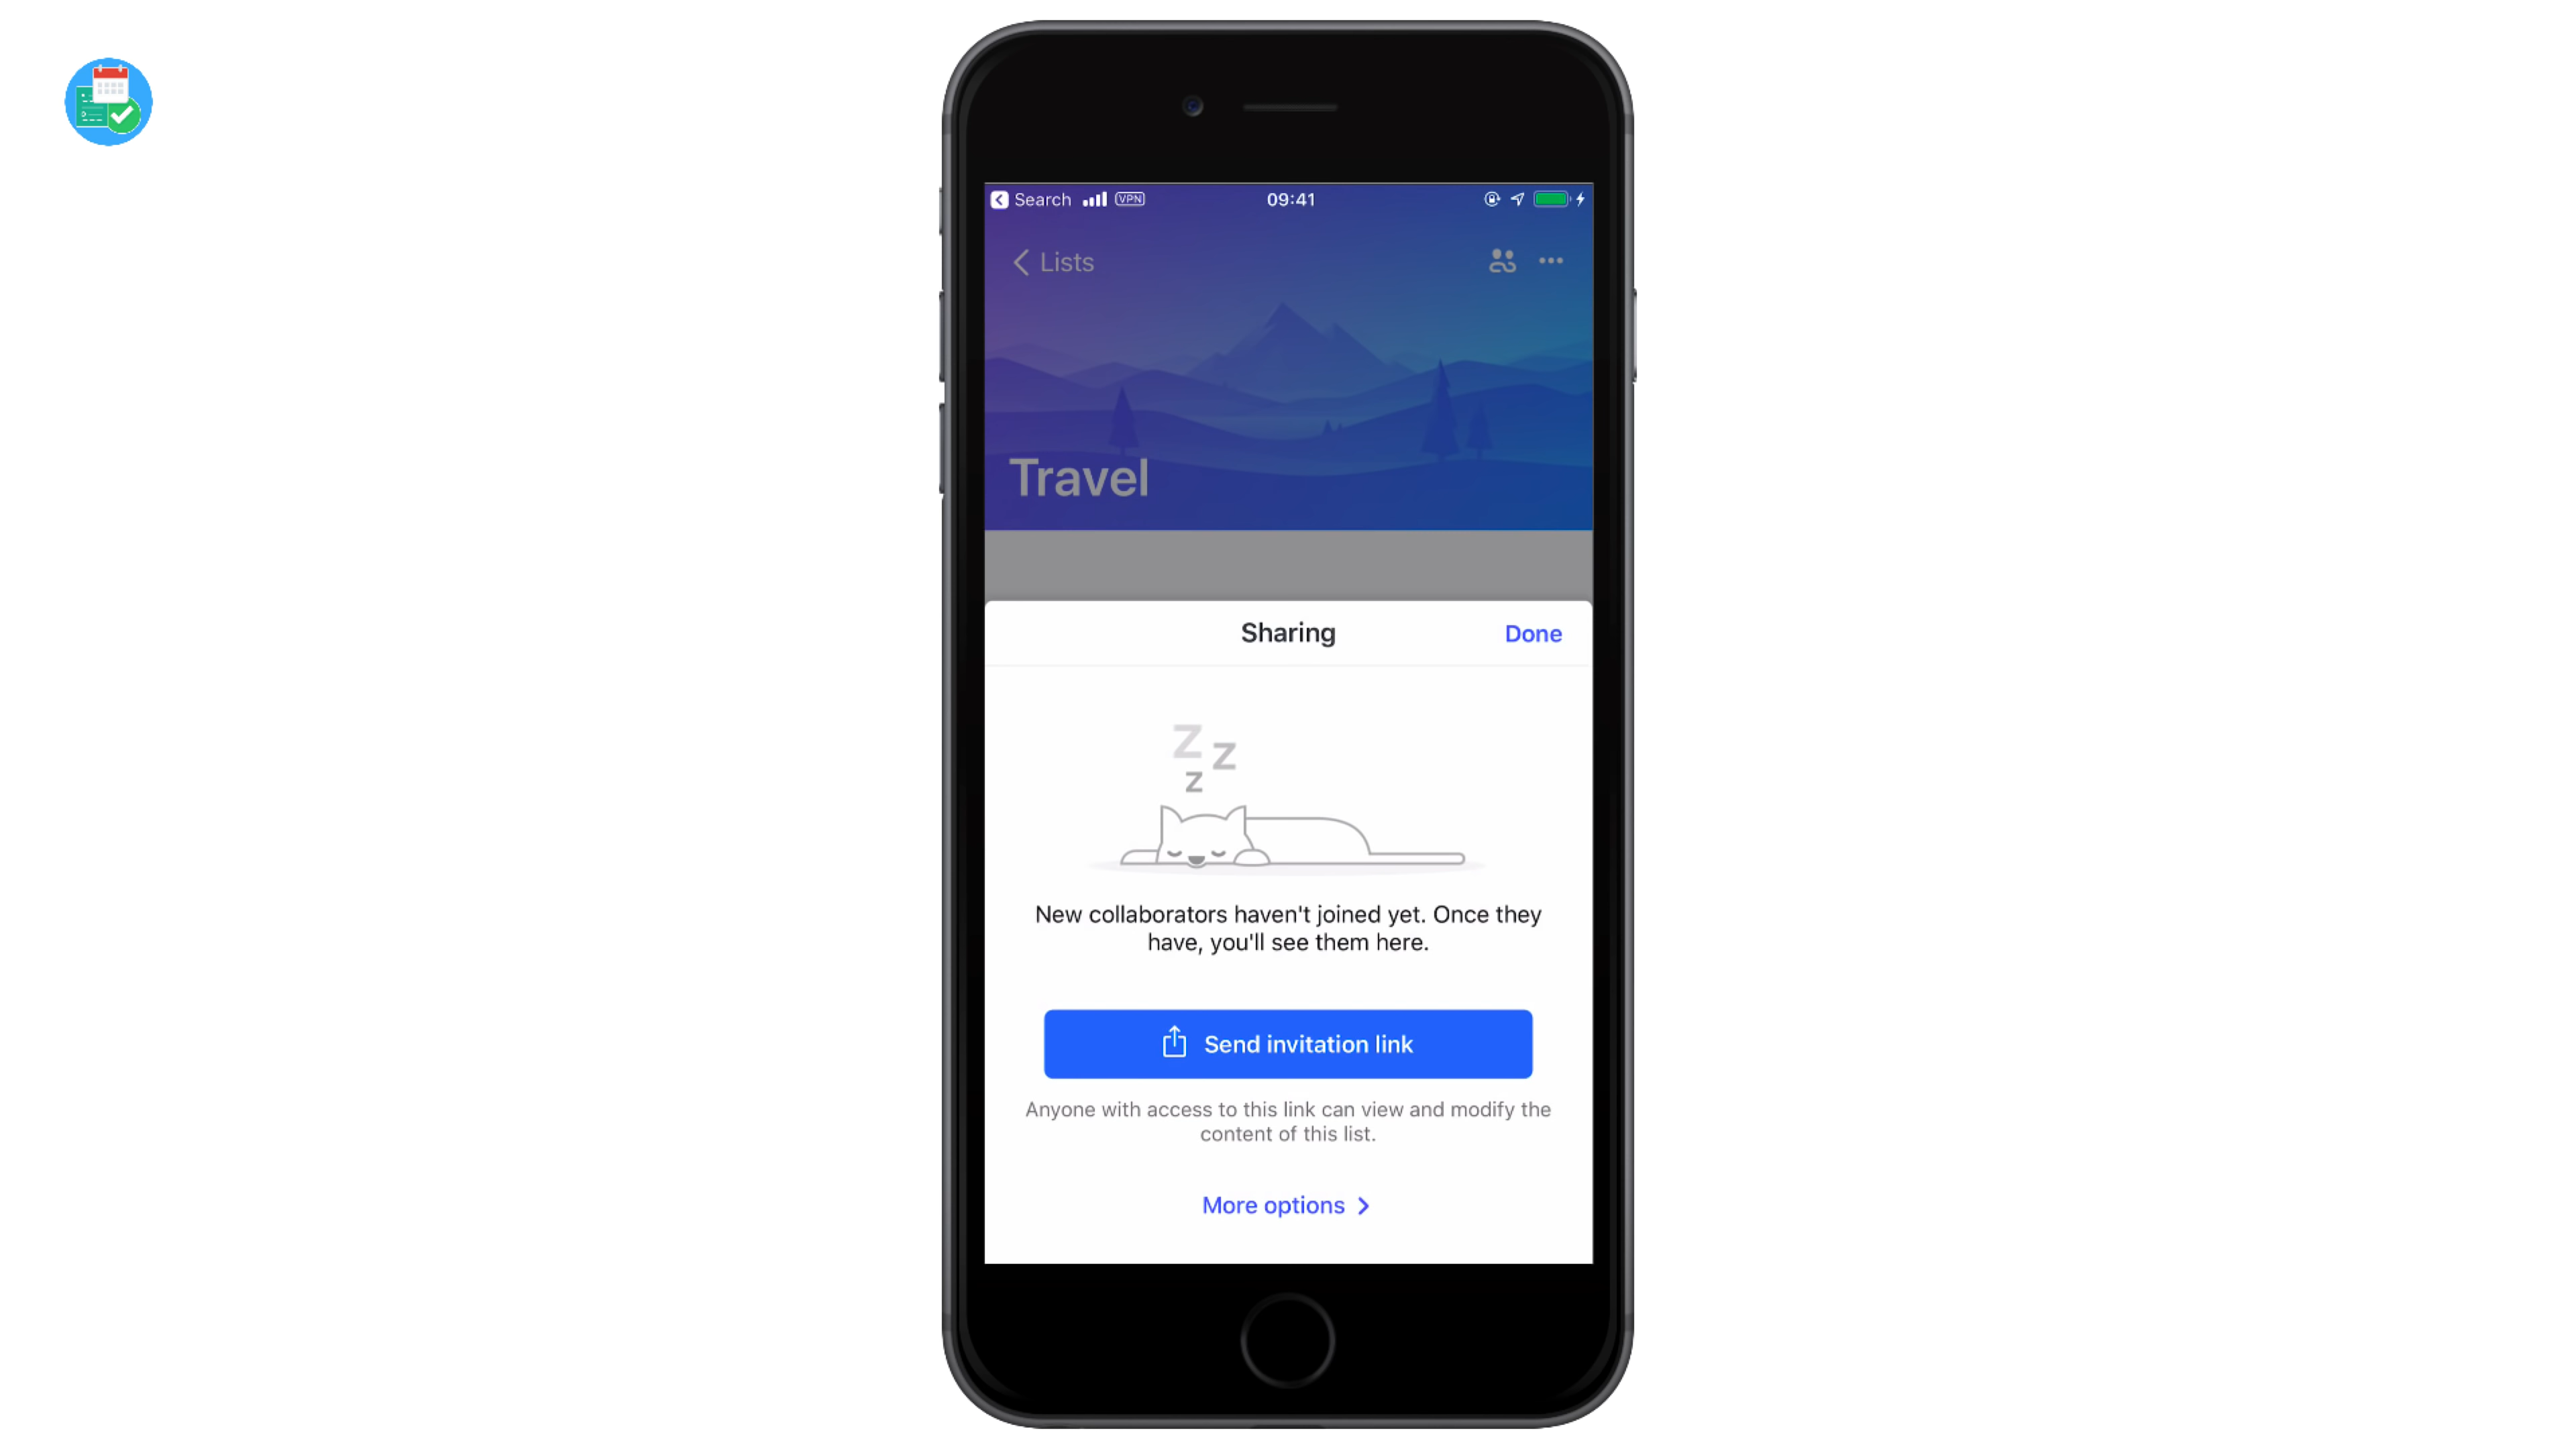 Search VPN 09:41
Lists
Travel
Sharing Done
Z Z
Z
New collaborators haven't joined yet. Once they
have, you'll see them here.
Send invitation link
Anyone with access to this link can view and modify the
content of this list.
More options